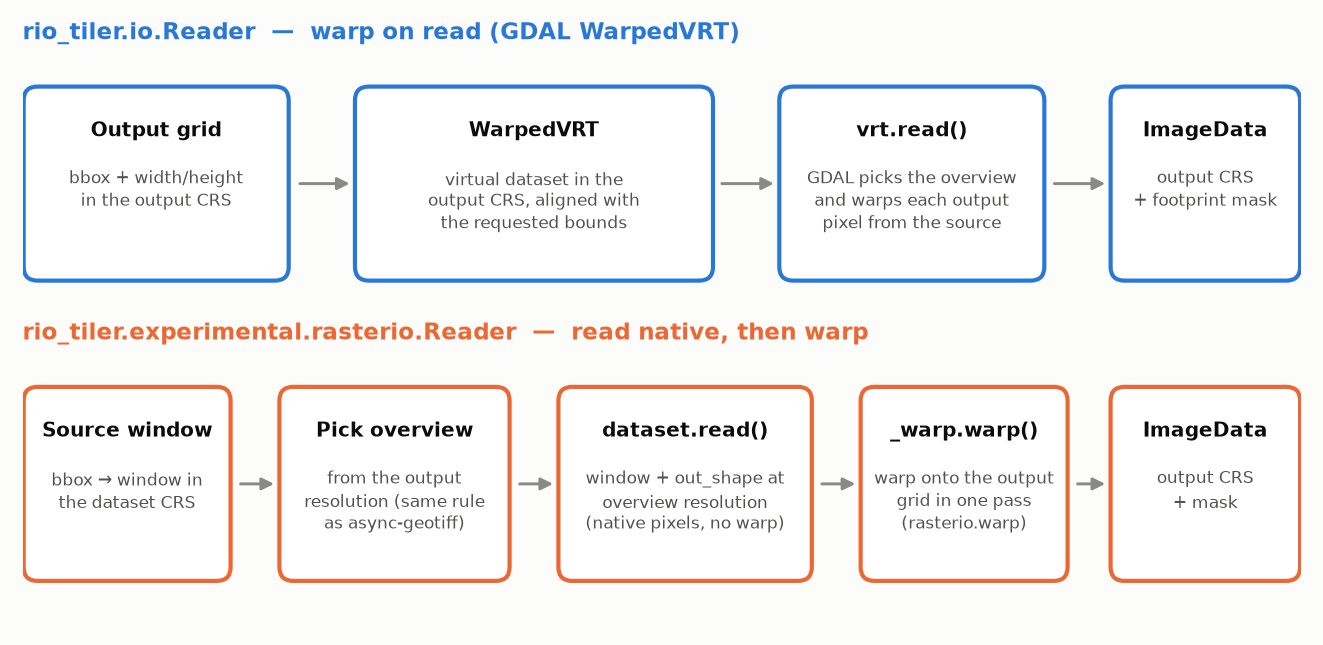 rio_tiler.io.Reader — warp on read (GDAL WarpedVRT)
Output grid
bbox + width/height
in the output CRS
WarpedVRT
virtual dataset in the
output CRS, aligned with
the requested bounds
vrt.read()
GDAL picks the overview
and warps each output
pixel from the source
ImageData
output CRS
+ footprint mask
rio_tiler.experimental.rasterio.Reader — read native, then warp
Source window
bbox → window in
the dataset CRS
Pick overview
from the output
resolution (same rule
as async-geotiff)
dataset.read()
window + out_shape at
overview resolution
(native pixels, no warp)
_warp.warp()
warp onto the output
grid in one pass
(rasterio.warp)
ImageData
output CRS
+ mask